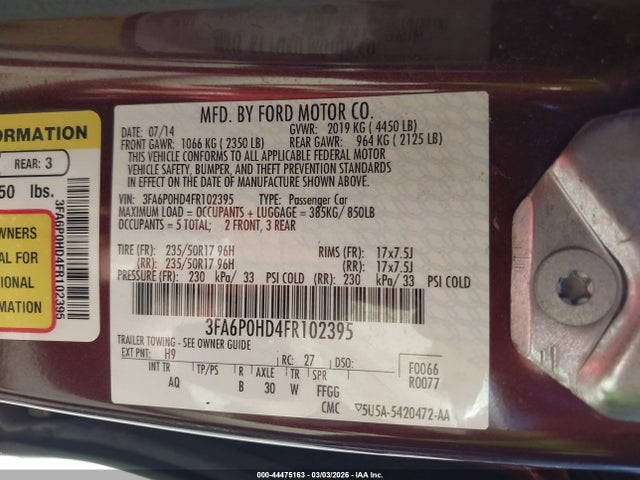 ORMATION
REAR: 3
50 lbs.
WNERS
AL FOR
IONAL
MATION
3FA6P0HD4FR102395
MFD. BY FORD MOTOR CO.
DATE: 07/14 GVWR: 2019 KG ( 4450 LB)
FRONT GAWR: 1066 KG ( 2350 LB) REAR GAWR: 964 KG ( 2125 LB)
THIS VEHICLE CONFORMS TO ALL APPLICABLE FEDERAL MOTOR
VEHICLE SAFETY, BUMPER, AND THEFT PREVENTION STANDARDS
IN EFFECT ON THE DATE OF MANUFACTURE SHOWN ABOVE.
VIN: 3FA6P0HD4FR102395 TYPE: Passenger Car
MAXIMUM LOAD = OCCUPANTS + LUGGAGE = 385KG/ 850LB
OCCUPANTS = 5 TOTAL; 2 FRONT, 3 REAR
TIRE (FR): 235/50R17 96H RIMS (FR): 17x7.5J
(RR): 235/50R17 96H (RR): 17x7.5J
PRESSURE (FR): 230 kPa/ 33 PSI COLD (RR): 230 kPa/ 33 PSI COLD
3FA6P0HD4FR102395
TRAILER TOWING - SEE OWNER GUIDE
EXT PNT: H9 RC: 27 DSO: F0066
R0077
INT TR TP/PS R AXLE TR SPR
AQ B 30 W FFGG
CMC ▽5U5A-5420472-AA
000-44475163 - 03/03/2026 - IAA Inc.